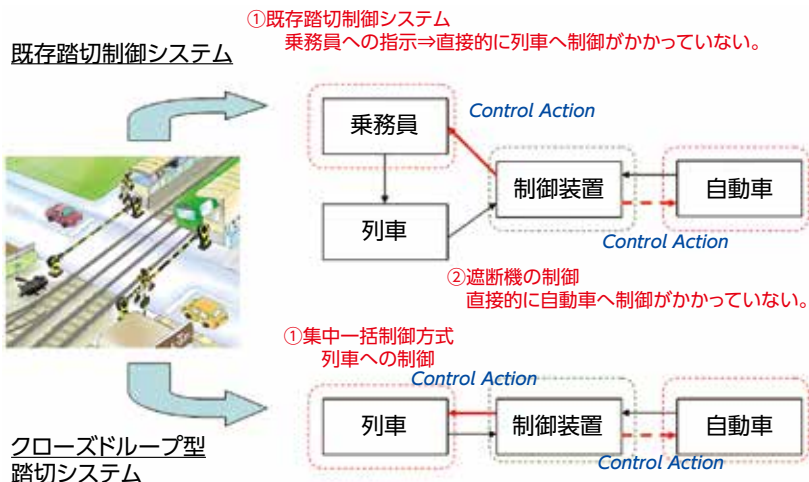 ①既存踏切制御システム
乗務員への指示⇒直接的に列車へ制御がかかっていない。
既存踏切制御システム
乗務員
Control Action
制御装置
自動車
列車
Control Action
②遮断機の制御
直接的に自動車へ制御がかかっていない。
①集中一括制御方式
列車への制御
Control Action
列車
制御装置
自動車
Control Action
クローズドループ型
踏切システム